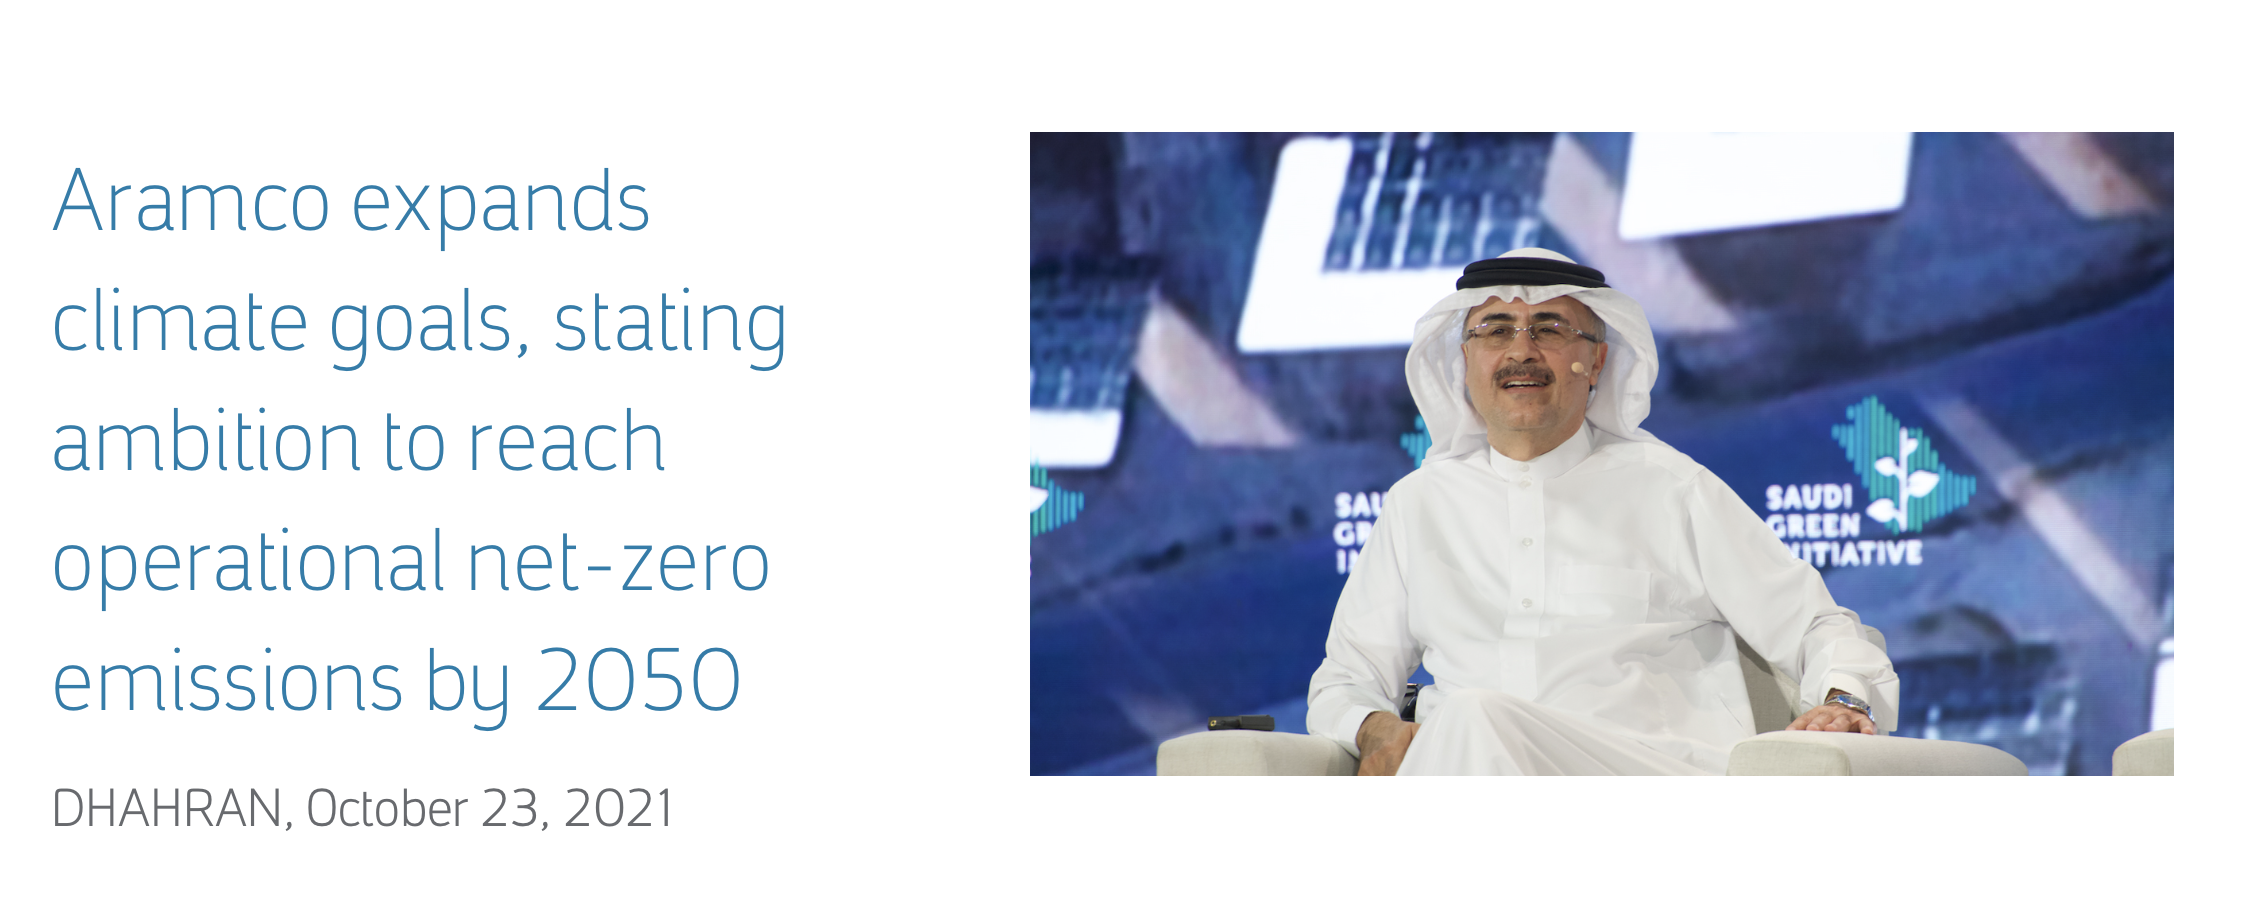 Aramco expands
climate goals, stating
ambition to reach
operational net-zero
emissions by 2050
DHAHRAN, October 23, 2021
SAUDI
GREEN
INITIATIVE